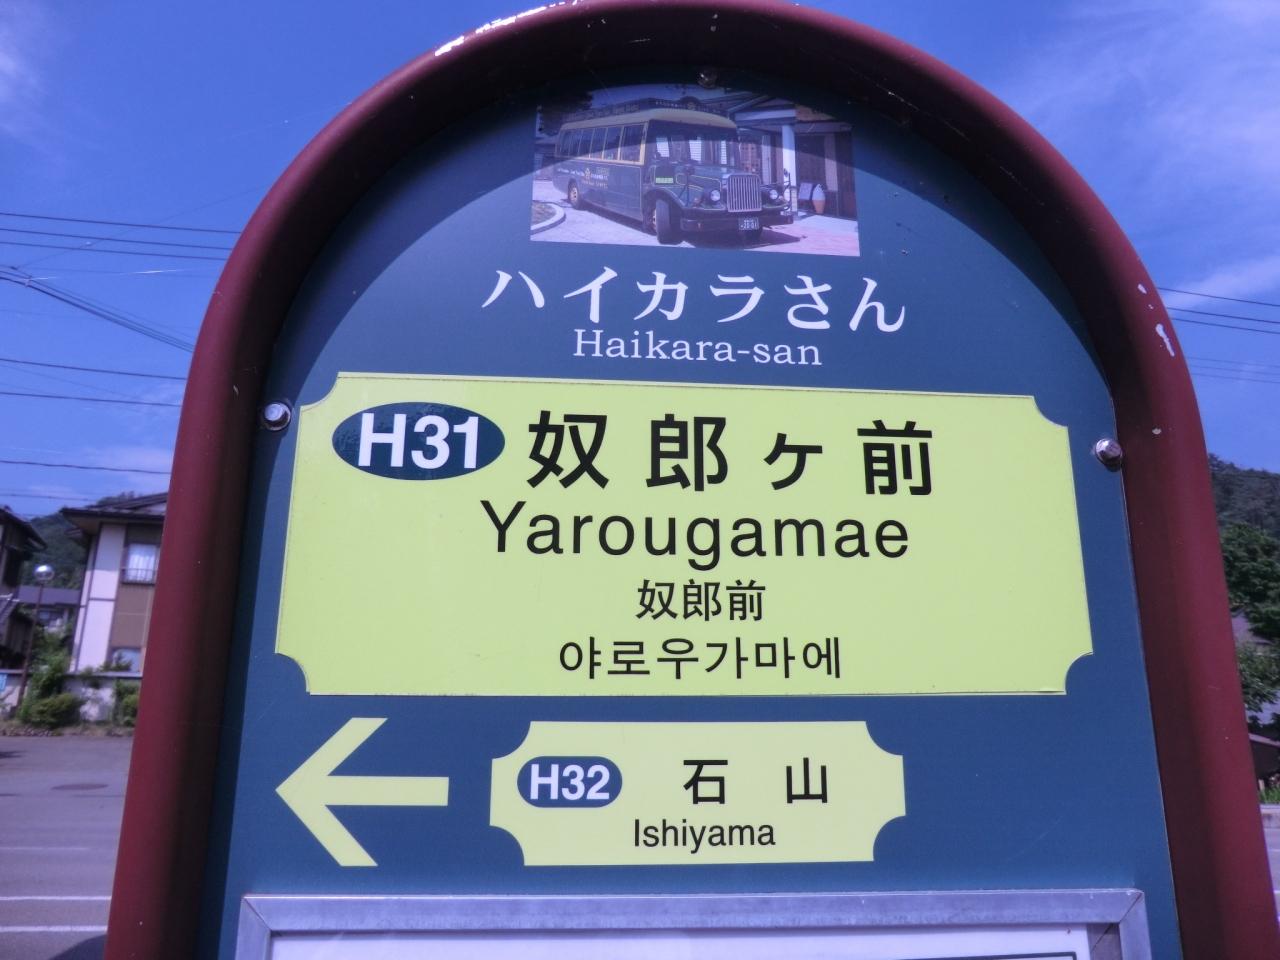 ハイカラさん
Haikara-san
H31 奴郎ヶ前
Yarougamae
奴郎前
야로우가마에
H32 石山
Ishiyama